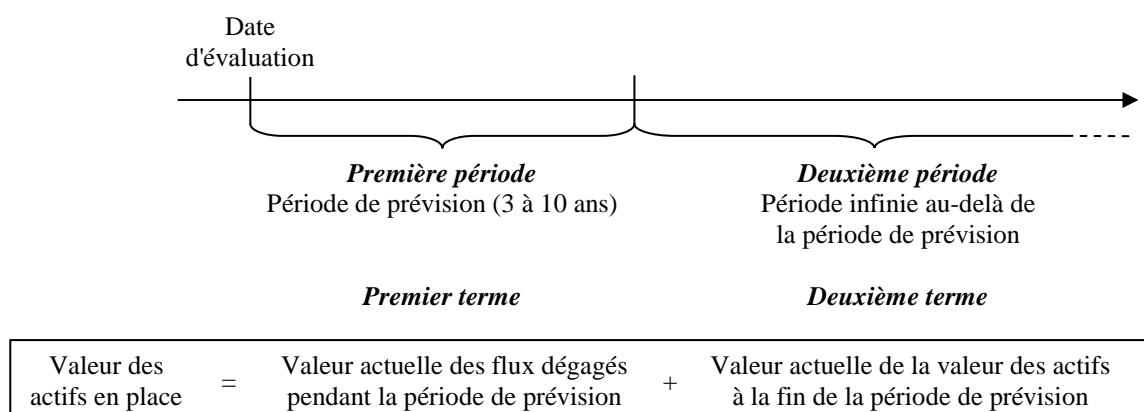 Date
d'évaluation
Première période
Période de prévision (3 à 10 ans)
Deuxième période
Période infinie au-delà de
la période de prévision
Premier terme
Deuxième terme
Valeur des
actifs en place
=
Valeur actuelle des flux dégagés
pendant la période de prévision
+
Valeur actuelle de la valeur des actifs
à la fin de la période de prévision